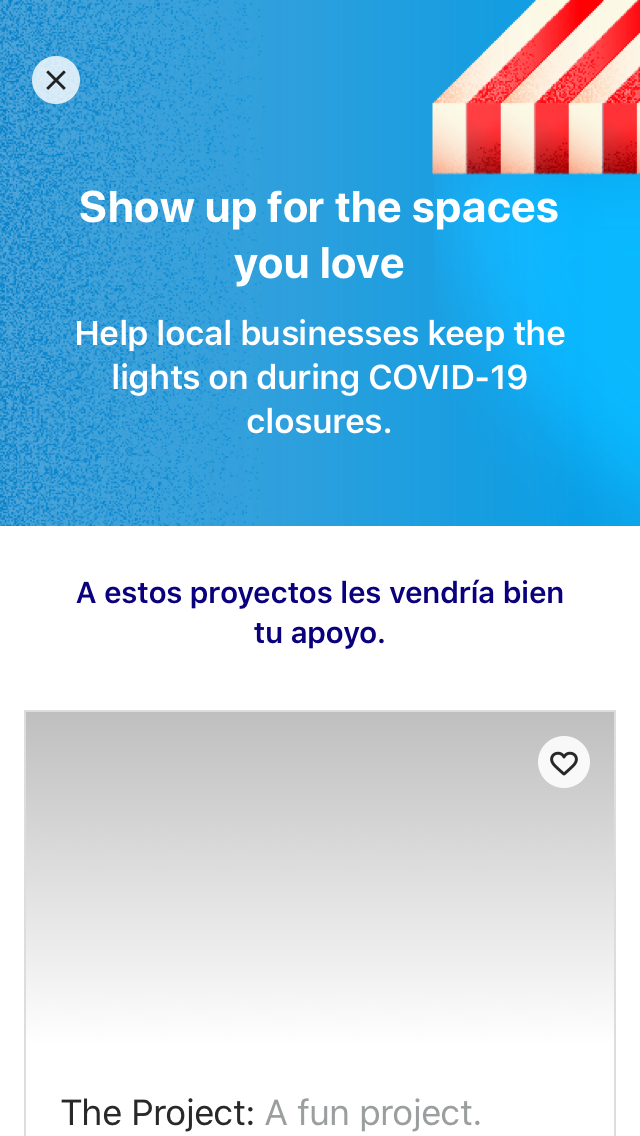 Show up for the spaces
you love
Help local businesses keep the
lights on during COVID-19
closures.
A estos proyectos les vendría bien
tu apoyo.
The Project: A fun project.